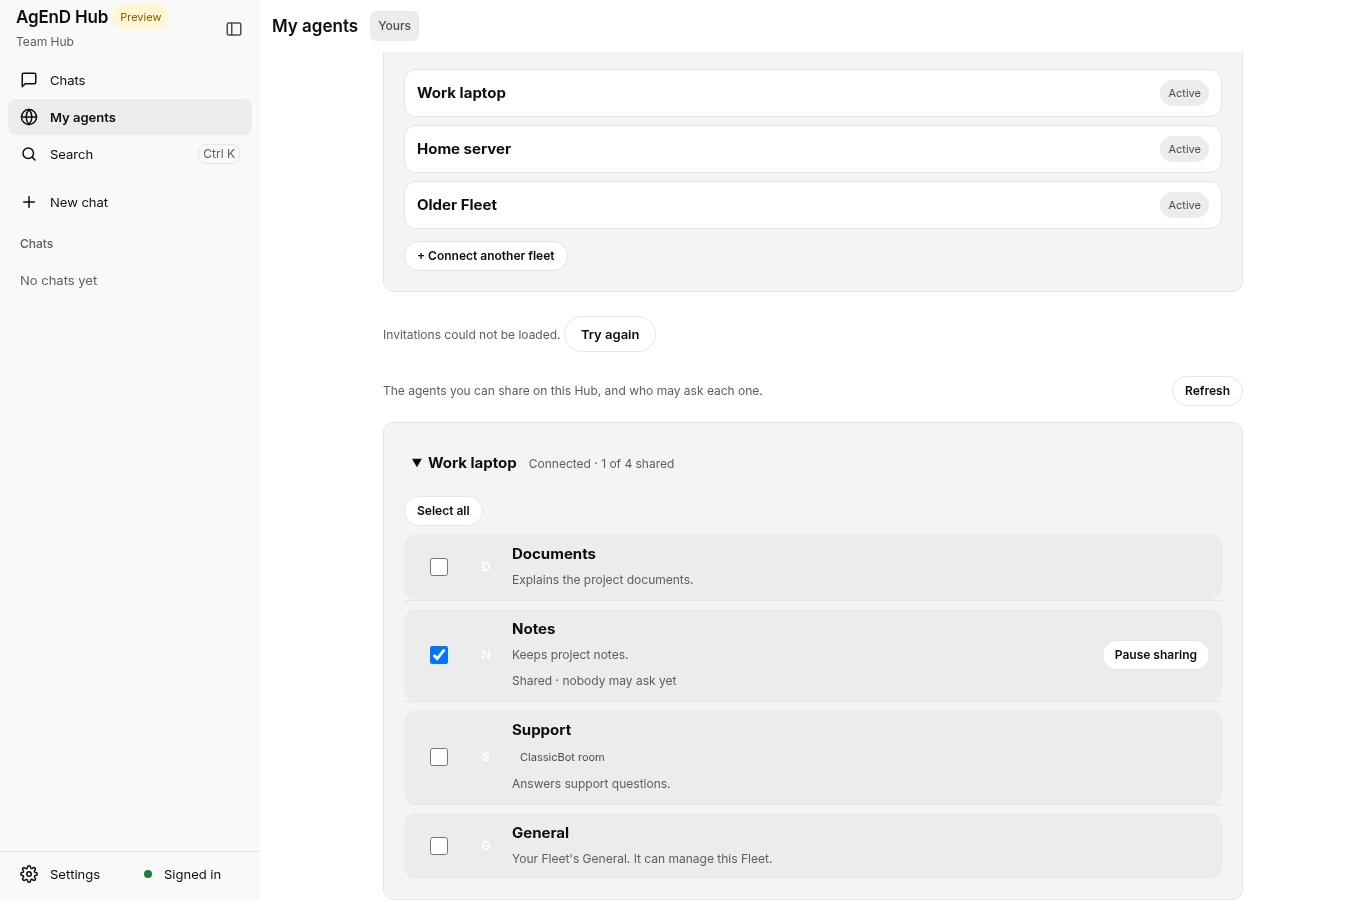 AgEnD Hub Preview
Team Hub
Chats
My agents
Search Ctrl K
New chat
Chats
No chats yet
Settings
Signed in
My agents Yours
Work laptop Active
Home server Active
Older Fleet Active
+ Connect another fleet
Invitations could not be loaded. Try again
The agents you can share on this Hub, and who may ask each one. Refresh
▼ Work laptop Connected · 1 of 4 shared
Select all
D Documents
Explains the project documents.
N Notes
Keeps project notes.
Shared · nobody may ask yet
Pause sharing
S Support
ClassicBot room
Answers support questions.
G General
Your Fleet's General. It can manage this Fleet.